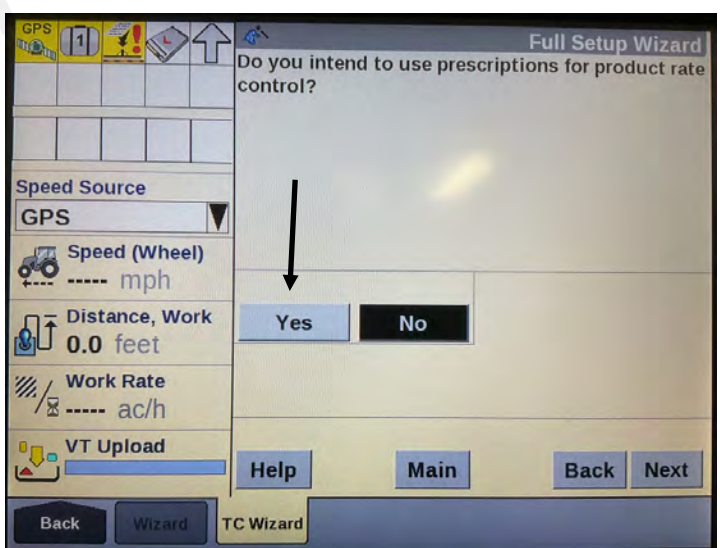 GPS
1
Full Setup Wizard
Do you intend to use prescriptions for product rate
control?
Speed Source
GPS
Speed (Wheel)
----- mph
Distance, Work
0.0 feet
Work Rate
----- ac/h
VT Upload
Yes
No
Help
Main
Back
Next
Back
Wizard
TC Wizard